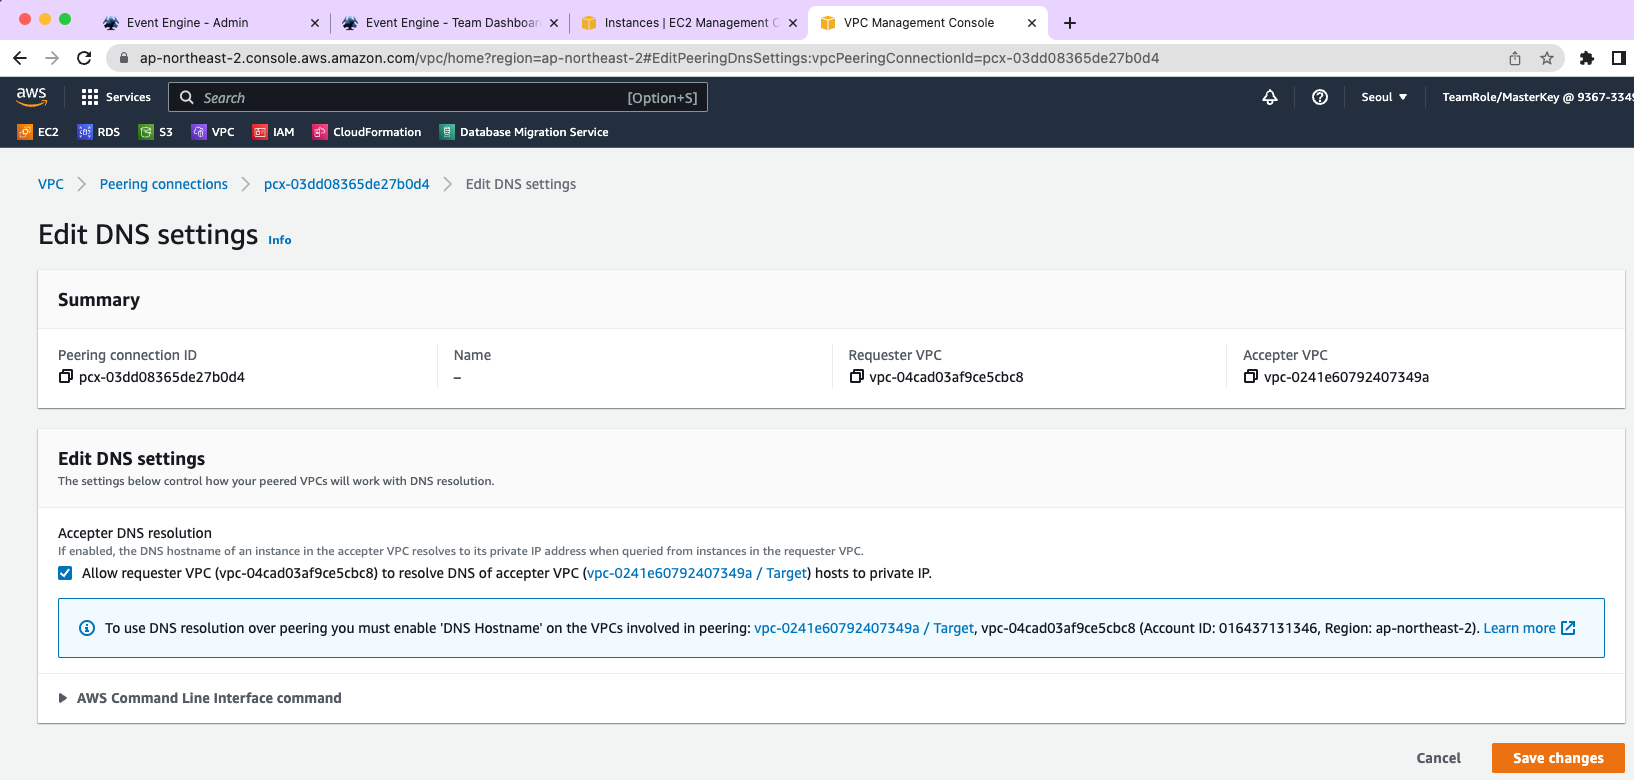 Event Engine - Admin
Event Engine - Team Dashboar
Instances | EC2 Management C
VPC Management Console
ap-northeast-2.console.aws.amazon.com/vpc/home?region=ap-northeast-2#EditPeeringDnsSettings:vpcPeeringConnectionId=pcx-03dd08365de27b0d4
aws
Services
Search
[Option+S]
Seoul
TeamRole/MasterKey @ 9367-3349
EC2
RDS
S3
VPC
IAM
CloudFormation
Database Migration Service
VPC
Peering connections
pcx-03dd08365de27b0d4
Edit DNS settings
Edit DNS settings Info
Summary
Peering connection ID
pcx-03dd08365de27b0d4
Name
–
Requester VPC
vpc-04cad03af9ce5cbc8
Accepter VPC
vpc-0241e60792407349a
Edit DNS settings
The settings below control how your peered VPCs will work with DNS resolution.
Accepter DNS resolution
If enabled, the DNS hostname of an instance in the accepter VPC resolves to its private IP address when queried from instances in the requester VPC.
Allow requester VPC (vpc-04cad03af9ce5cbc8) to resolve DNS of accepter VPC (vpc-0241e60792407349a / Target) hosts to private IP.
To use DNS resolution over peering you must enable 'DNS Hostname' on the VPCs involved in peering: vpc-0241e60792407349a / Target, vpc-04cad03af9ce5cbc8 (Account ID: 016437131346, Region: ap-northeast-2). Learn more
AWS Command Line Interface command
Cancel
Save changes